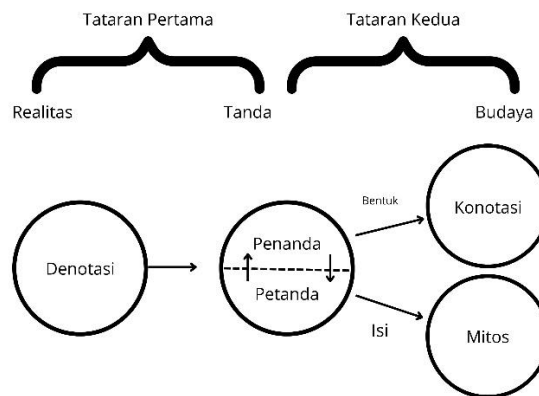 Tataran Pertama
Tataran Kedua
Realitas
Tanda
Budaya
Denotasi
Penanda
Petanda
Bentuk
Isi
Konotasi
Mitos